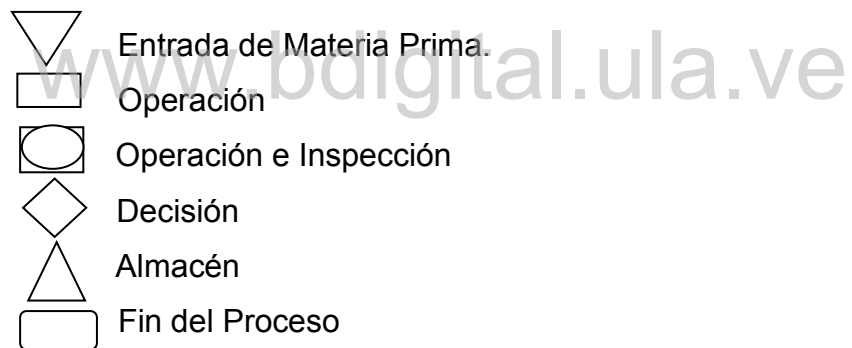 Entrada de Materia Prima.
www.bdigital.ula.ve
Operación
Operación e Inspección
Decisión
Almacén
Fin del Proceso